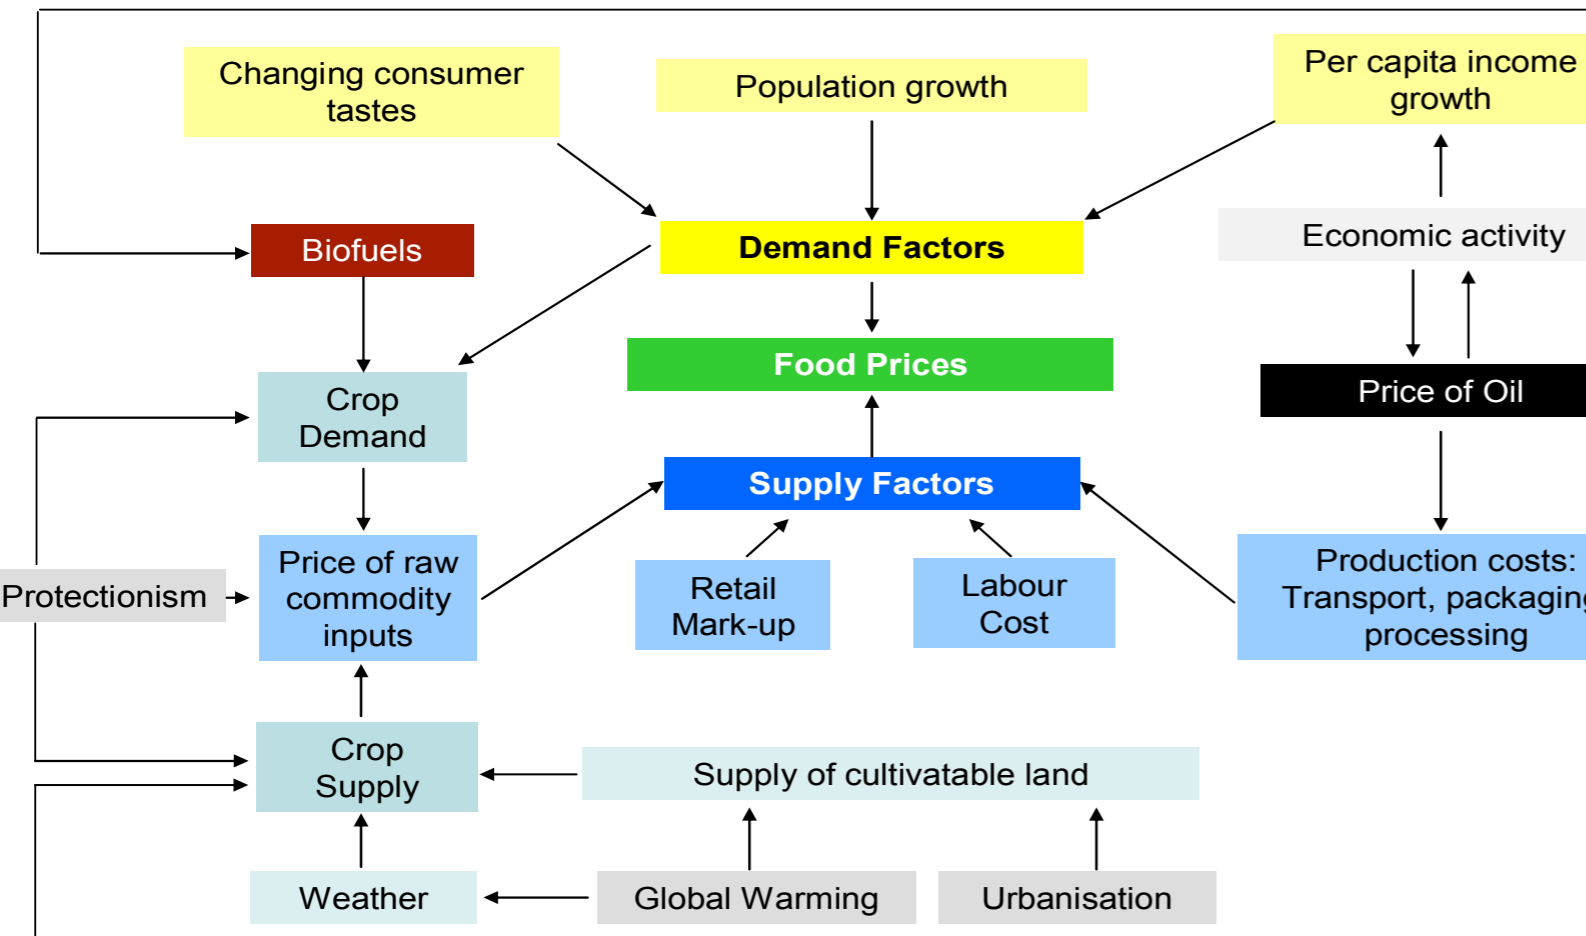 Changing consumer
tastes
Population growth
Per capita income
growth
Biofuels
Demand Factors
Economic activity
Food Prices
Price of Oil
Crop
Demand
Supply Factors
Protectionism
Price of raw
commodity
inputs
Retail
Mark-up
Labour
Cost
Production costs:
Transport, packaging
processing
Crop
Supply
Supply of cultivatable land
Weather
Global Warming
Urbanisation